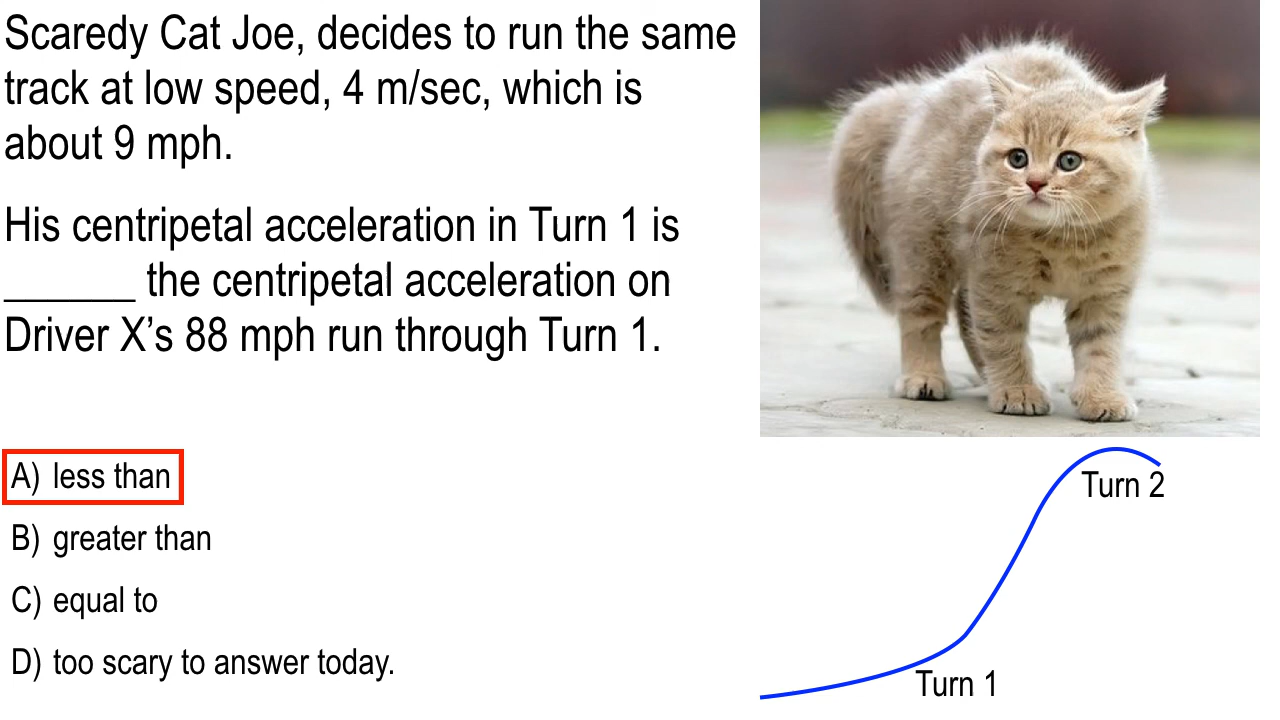 Scaredy Cat Joe, decides to run the same
track at low speed, 4 m/sec, which is
about 9 mph.
His centripetal acceleration in Turn 1 is
______ the centripetal acceleration on
Driver X’s 88 mph run through Turn 1.
A) less than
B) greater than
C) equal to
D) too scary to answer today.
Turn 2
Turn 1